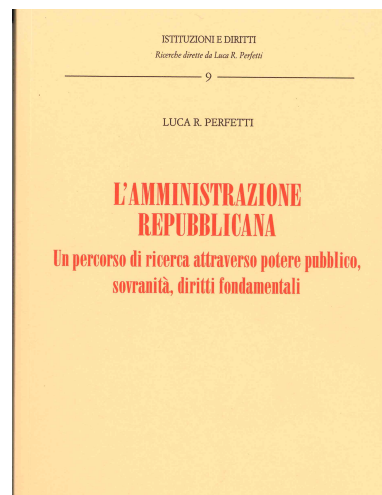 ISTITUZIONI E DIRITTI
Ricerche dirette da Luca R. Perfetti
9
LUCA R. PERFETTI
L'AMMINISTRAZIONE
REPUBBLICANA
Un percorso di ricerca attraverso potere pubblico,
sovranità, diritti fondamentali